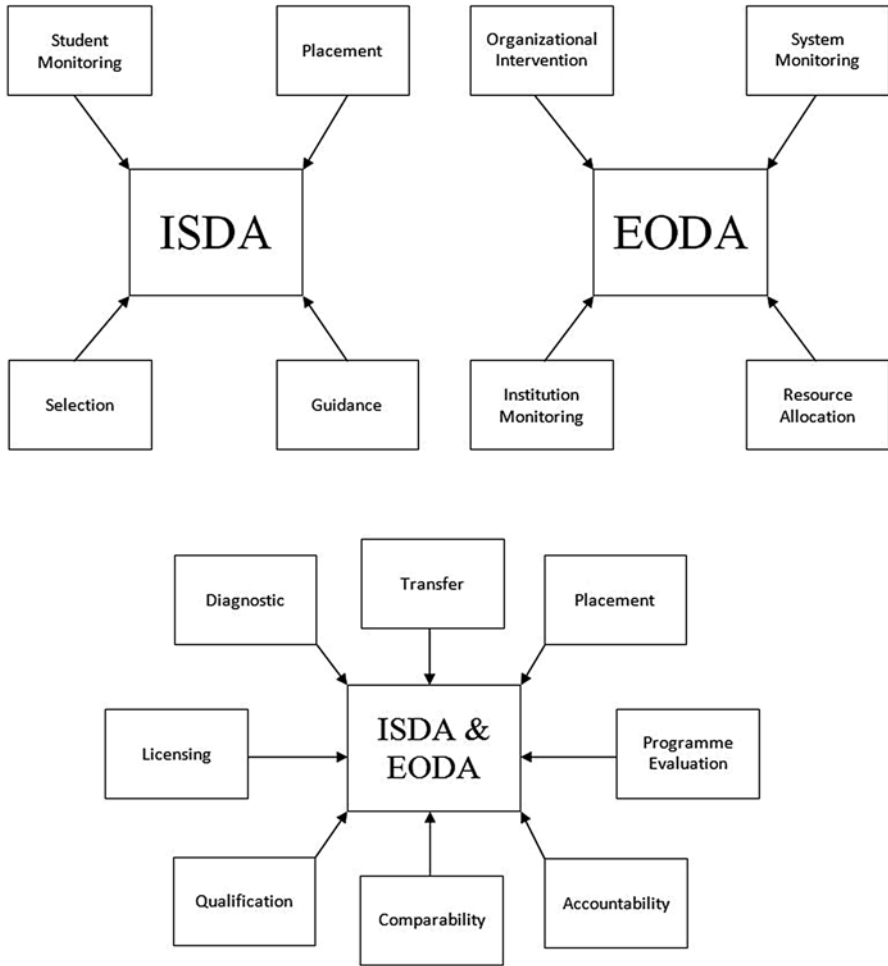 Student
Monitoring
Placement
Organizational
Intervention
System
Monitoring
ISDA
EODA
Selection
Guidance
Institution
Monitoring
Resource
Allocation
Diagnostic
Transfer
Placement
Licensing
ISDA &
EODA
Programme
Evaluation
Qualification
Comparability
Accountability